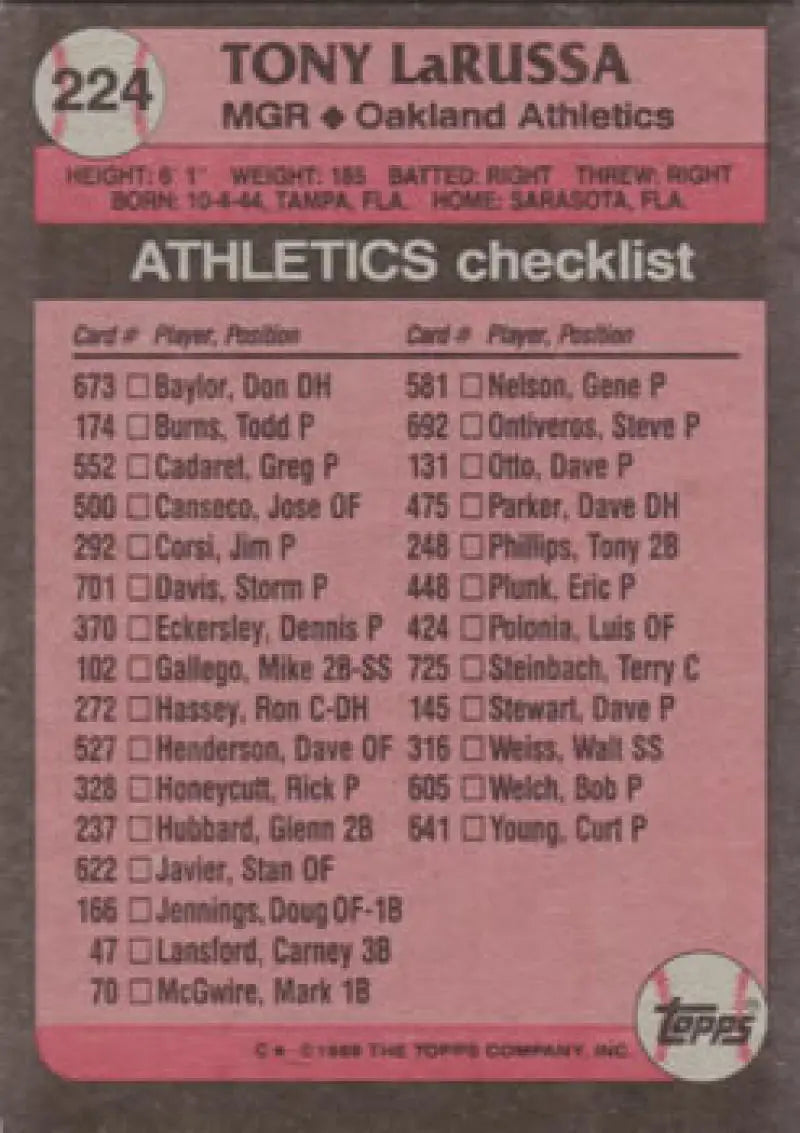 224
TONY LaRUSSA
MGR ◆ Oakland Athletics
HEIGHT: 6' 1" WEIGHT: 185 BATTED: RIGHT THREW: RIGHT
BORN: 10-4-44, TAMPA, FLA. HOME: SARASOTA, FLA.
ATHLETICS checklist
Card # Player, Position
673 ☐ Baylor, Don DH
174 ☐ Burns, Todd P
552 ☐ Cadaret, Greg P
500 ☐ Canseco, Jose OF
292 ☐ Corsi, Jim P
701 ☐ Davis, Storm P
370 ☐ Eckersley, Dennis P
102 ☐ Gallego, Mike 2B-SS
272 ☐ Hassey, Ron C-DH
527 ☐ Henderson, Dave OF
328 ☐ Honeycutt, Rick P
237 ☐ Hubbard, Glenn 2B
622 ☐ Javier, Stan OF
166 ☐ Jennings, Doug OF-1B
47 ☐ Lansford, Carney 3B
70 ☐ McGwire, Mark 1B
Card # Player, Position
581 ☐ Nelson, Gene P
692 ☐ Ontiveros, Steve P
131 ☐ Otto, Dave P
475 ☐ Parker, Dave DH
248 ☐ Phillips, Tony 2B
448 ☐ Plunk, Eric P
424 ☐ Polonia, Luis OF
725 ☐ Steinbach, Terry C
145 ☐ Stewart, Dave P
316 ☐ Weiss, Walt SS
605 ☐ Welch, Bob P
641 ☐ Young, Curt P
topps
C* © 1989 THE TOPPS COMPANY, INC.